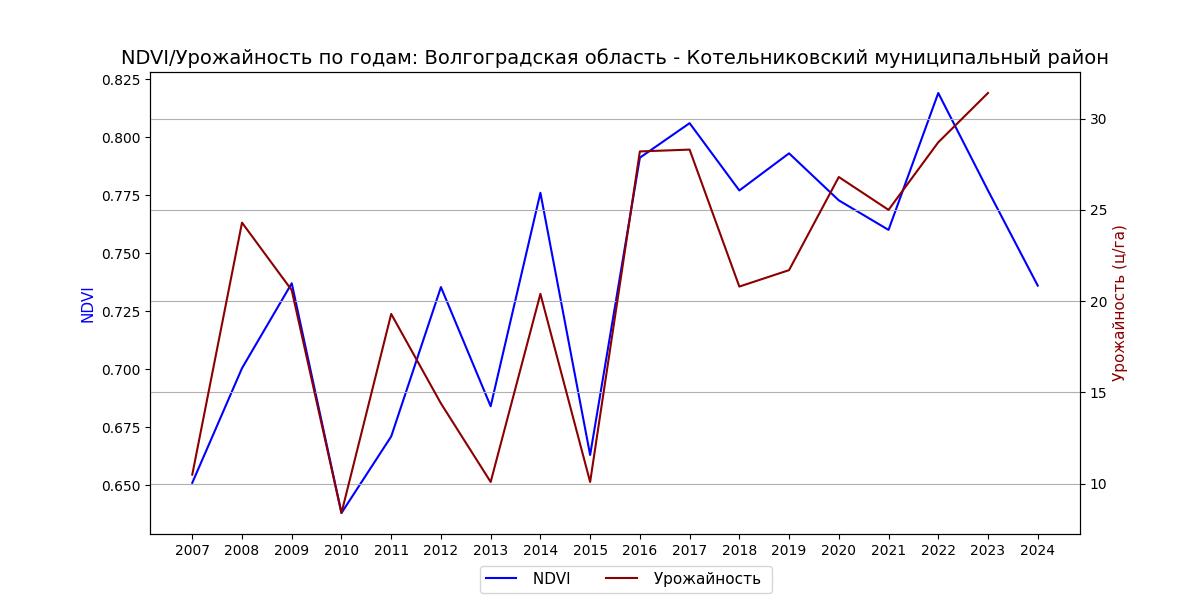 NDVI/Урожайность по годам: Волгоградская область - Котельниковский муниципальный район
0.825
0.800
0.775
0.750
0.725
0.700
0.675
0.650
NDVI
30
25
20
15
10
Урожайность (ц/га)
2007 2008 2009 2010 2011 2012 2013 2014 2015 2016 2017 2018 2019 2020 2021 2022 2023 2024
NDVI Урожайность